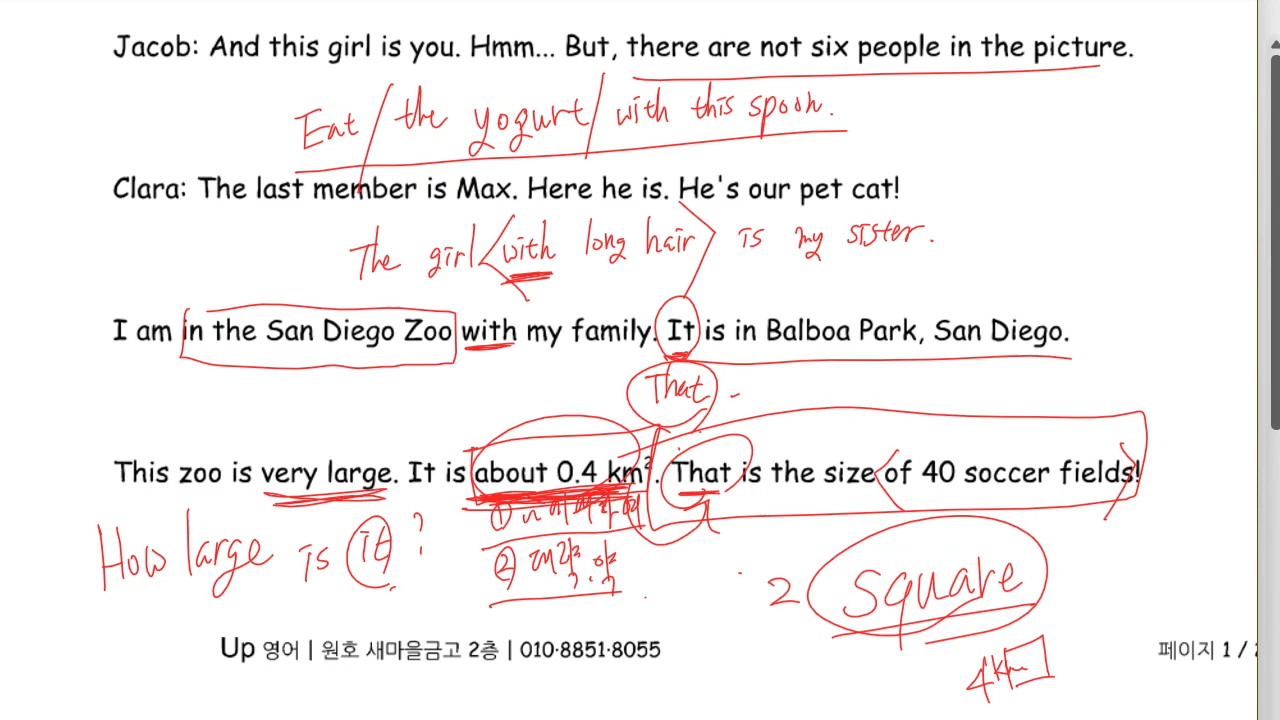 Jacob: And this girl is you. Hmm... But, there are not six people in the picture.
Eat / the yogurt / with this spoon.
Clara: The last member is Max. Here he is. He's our pet cat!
The girl < with long hair > is my sister.
I am in the San Diego Zoo with my family. It is in Balboa Park, San Diego.
That
This zoo is very large. It is about 0.4 km². That is the size of 40 soccer fields!
How large is it?
①
② 대략 약
2 square
4km
Up 영어 | 원호 새마을금고 2층 | 010-8851-8055
페이지 1 /